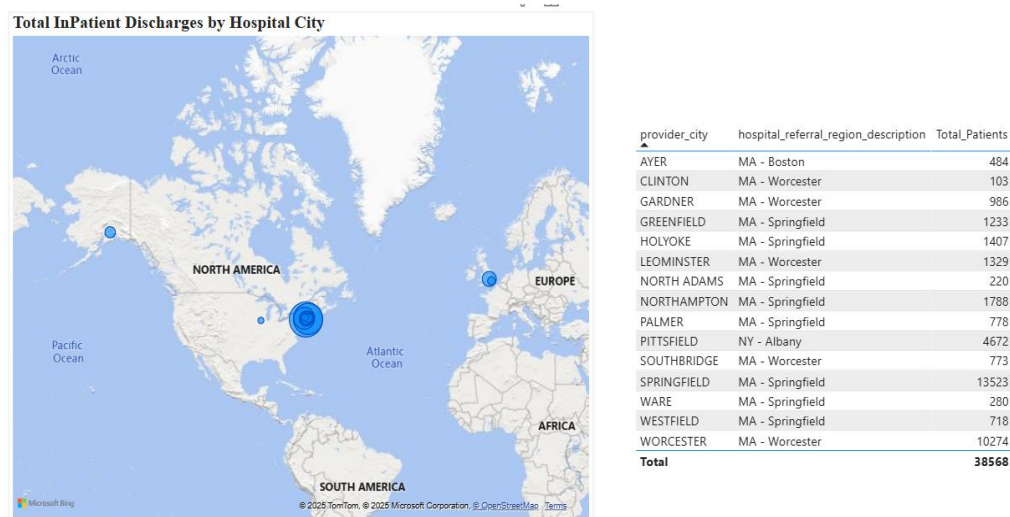 Total InPatient Discharges by Hospital City
Arctic
Ocean
NORTH AMERICA
EUROPE
Pacific
Ocean
Atlantic
Ocean
AFRICA
SOUTH AMERICA
Microsoft Bing
© 2025 TomTom, © 2025 Microsoft Corporation, © OpenStreetMap Terms
provider_city hospital_referral_region_description Total_Patients
AYER MA - Boston 484
CLINTON MA - Worcester 103
GARDNER MA - Worcester 986
GREENFIELD MA - Springfield 1233
HOLYOKE MA - Springfield 1407
LEOMINSTER MA - Worcester 1329
NORTH ADAMS MA - Springfield 220
NORTHAMPTON MA - Springfield 1788
PALMER MA - Springfield 778
PITTSFIELD NY - Albany 4672
SOUTHBRIDGE MA - Worcester 773
SPRINGFIELD MA - Springfield 13523
WARE MA - Springfield 280
WESTFIELD MA - Springfield 718
WORCESTER MA - Worcester 10274
Total 38568